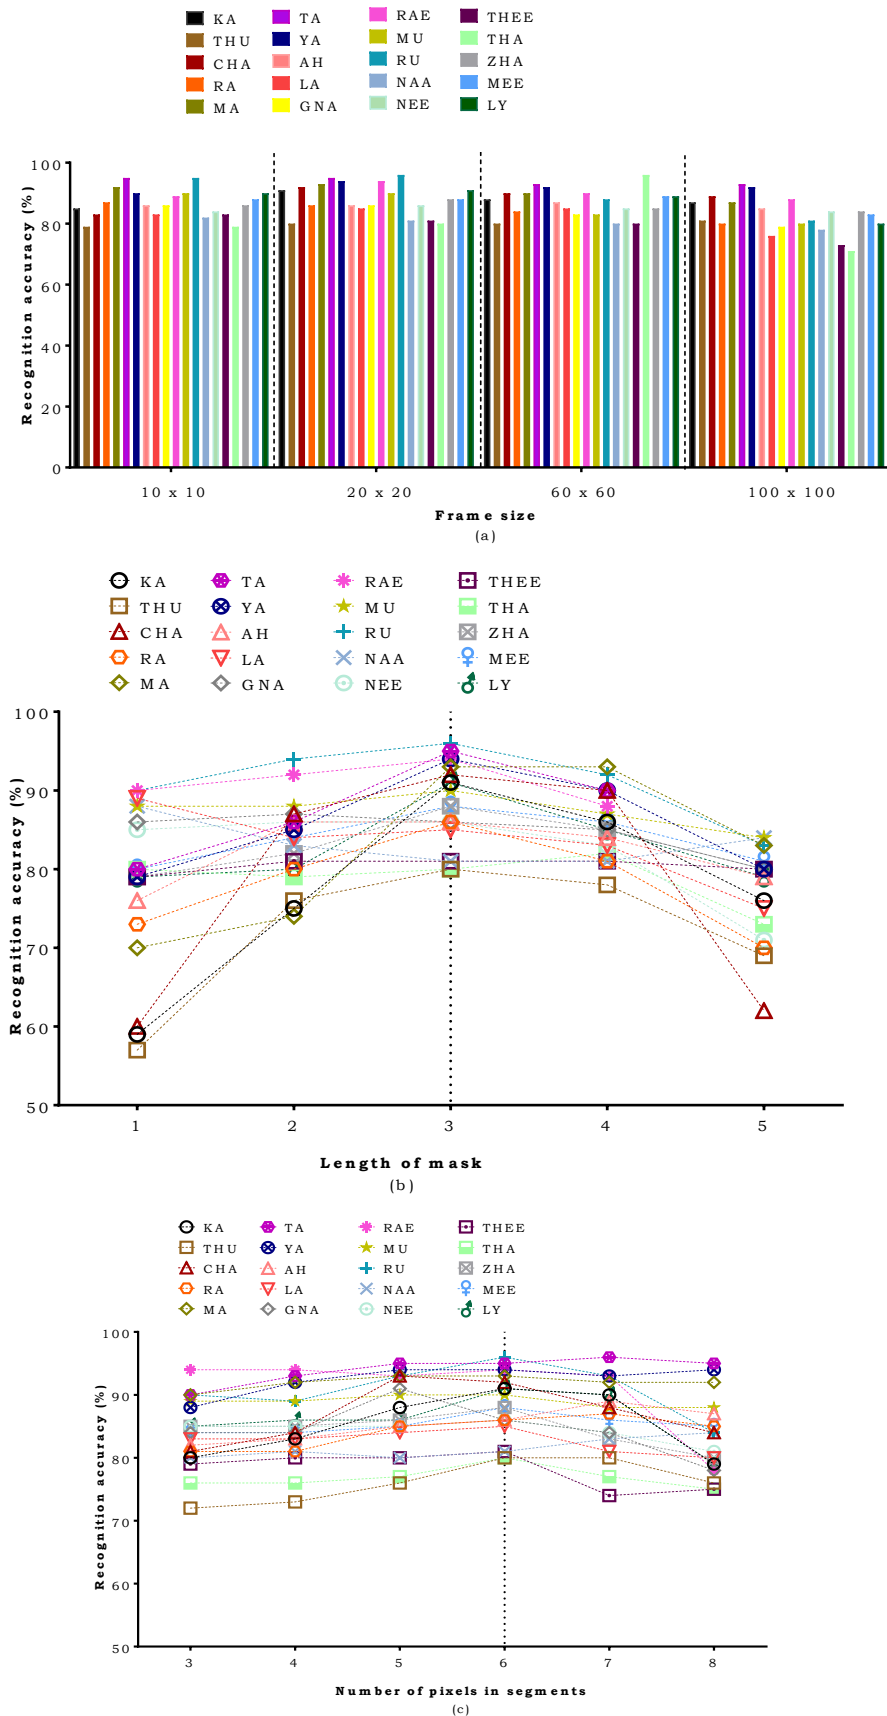 KA TA RAE THEE
THU YA MU THA
CHA AH RU ZHA
RA LA NAA MEE
MA GNA NEE LY
Recognition accuracy (%)
100
80
60
40
20
0
10 x 10 20 x 20 60 x 60 100 x 100
Frame size
(a)
KA TA RAE THEE
THU YA MU THA
CHA AH RU ZHA
RA LA NAA MEE
MA GNA NEE LY
Recognition accuracy (%)
100
90
80
70
60
50
1 2 3 4 5
Length of mask
(b)
KA TA RAE THEE
THU YA MU THA
CHA AH RU ZHA
RA LA NAA MEE
MA GNA NEE LY
Recognition accuracy (%)
100
90
80
70
60
50
3 4 5 6 7 8
Number of pixels in segments
(c)